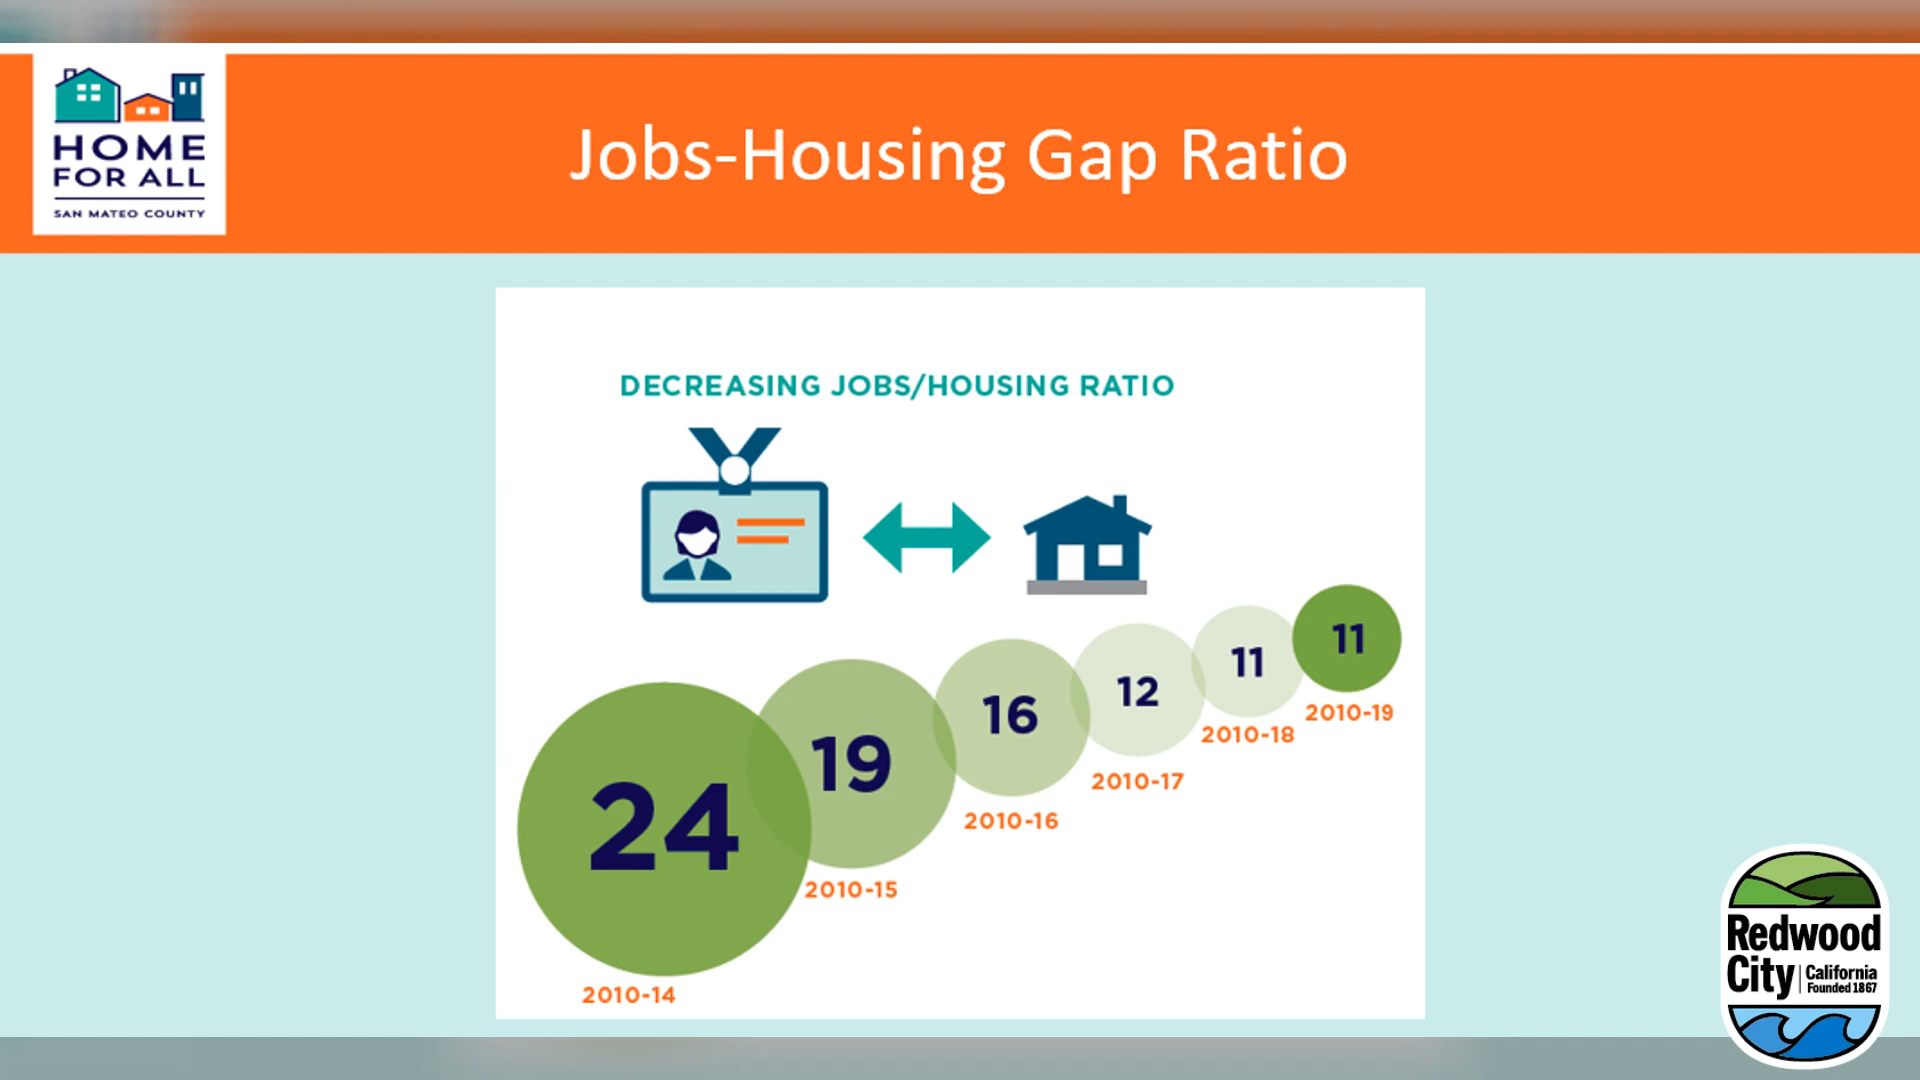 HOME
FOR ALL
SAN MATEO COUNTY
Jobs-Housing Gap Ratio
DECREASING JOBS/HOUSING RATIO
24
2010-14
19
2010-15
16
2010-16
12
2010-17
11
2010-18
11
2010-19
Redwood
City
California
Founded 1867